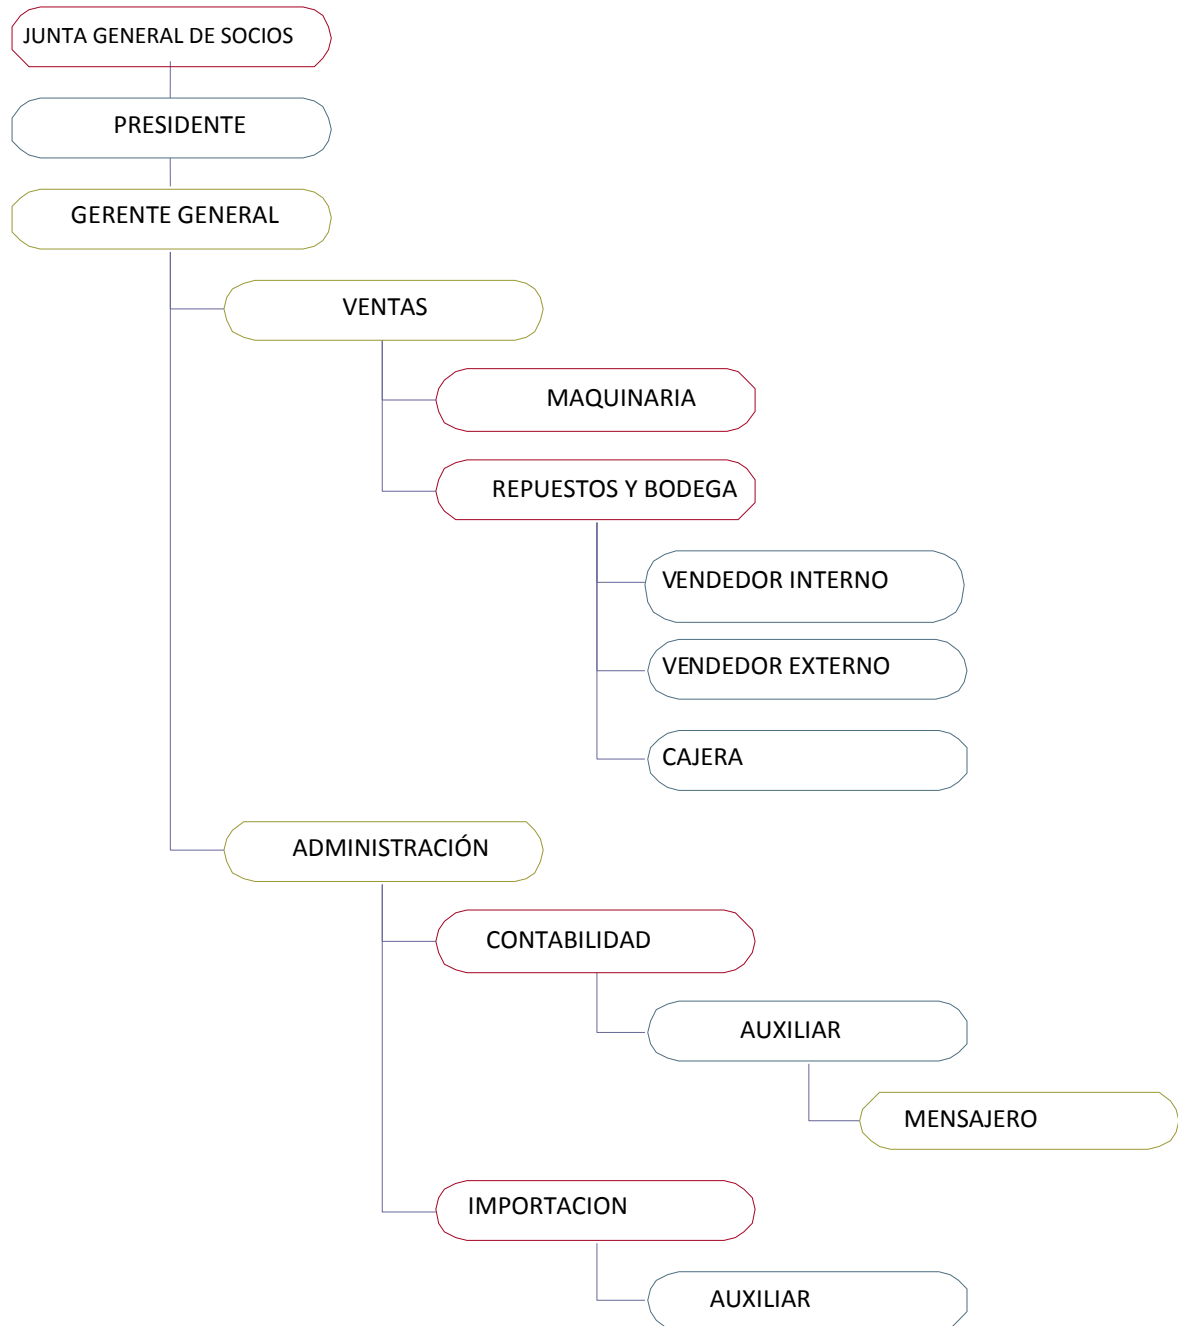 JUNTA GENERAL DE SOCIOS
PRESIDENTE
GERENTE GENERAL
VENTAS
MAQUINARIA
REPUESTOS Y BODEGA
VENDEDOR INTERNO
VENDEDOR EXTERNO
CAJERA
ADMINISTRACIÓN
CONTABILIDAD
AUXILIAR
MENSAJERO
IMPORTACION
AUXILIAR